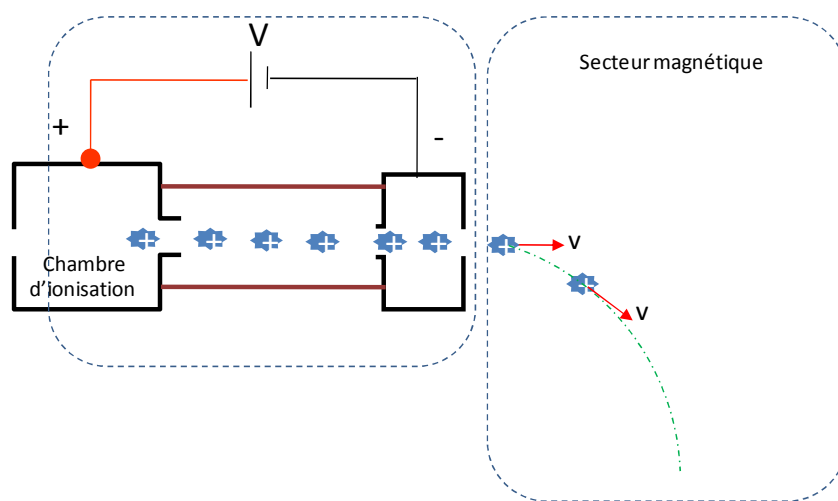 V
Secteur magnétique
+
-
+ + + + + +
Chambre
d'ionisation
+ v
+ v